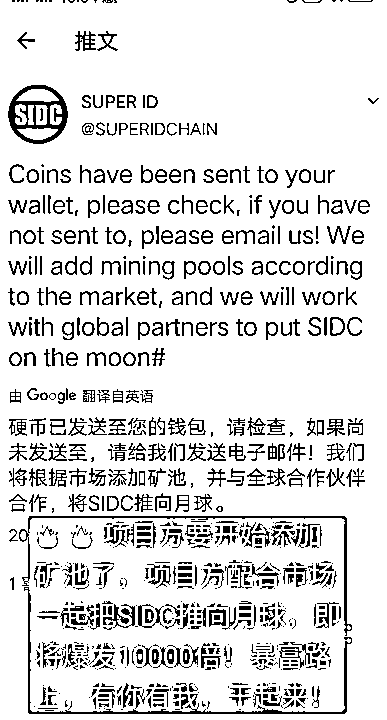 推文
SIDC
SUPER ID
@SUPERIDCHAIN
Coins have been sent to your
wallet, please check, if you have
not sent to, please email us! We
will add mining pools according
to the market, and we will work
with global partners to put SIDC
on the moon#
由 Google 翻译自英语
硬币已发送至您的钱包，请检查，如果尚
未发送至，请给我们发送电子邮件！我们
将根据市场添加矿池，并与全球合作伙伴
合作，将SIDC推向月球。
20
🔥 🔥 项目方要开始添加
矿池了，项目方配合市场
一起把SIDC推向月球。即
将爆发10000倍！暴富路
上，有你有我，干起来！
1